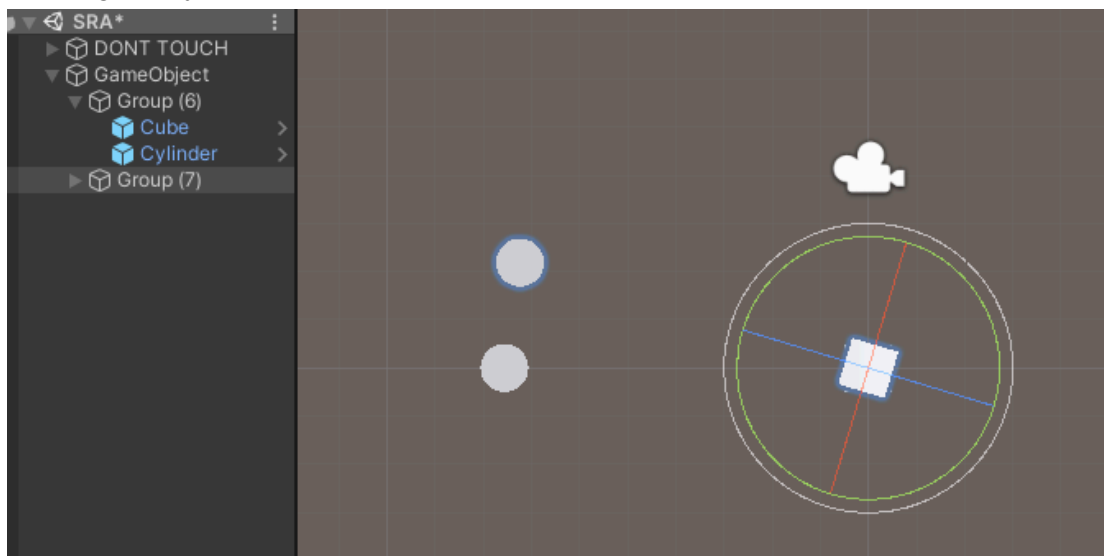 SRA*
DONT TOUCH
GameObject
Group (6)
Cube
Cylinder
Group (7)